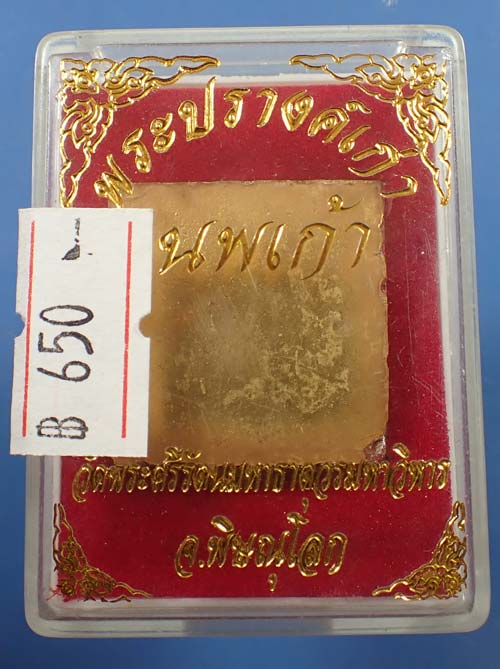 พระปรางค์เก่า
นพเก้า
฿ 650
วัดพระศรีรัตนมหาธาตุวรมหาวิหาร
จ.พิษณุโลก